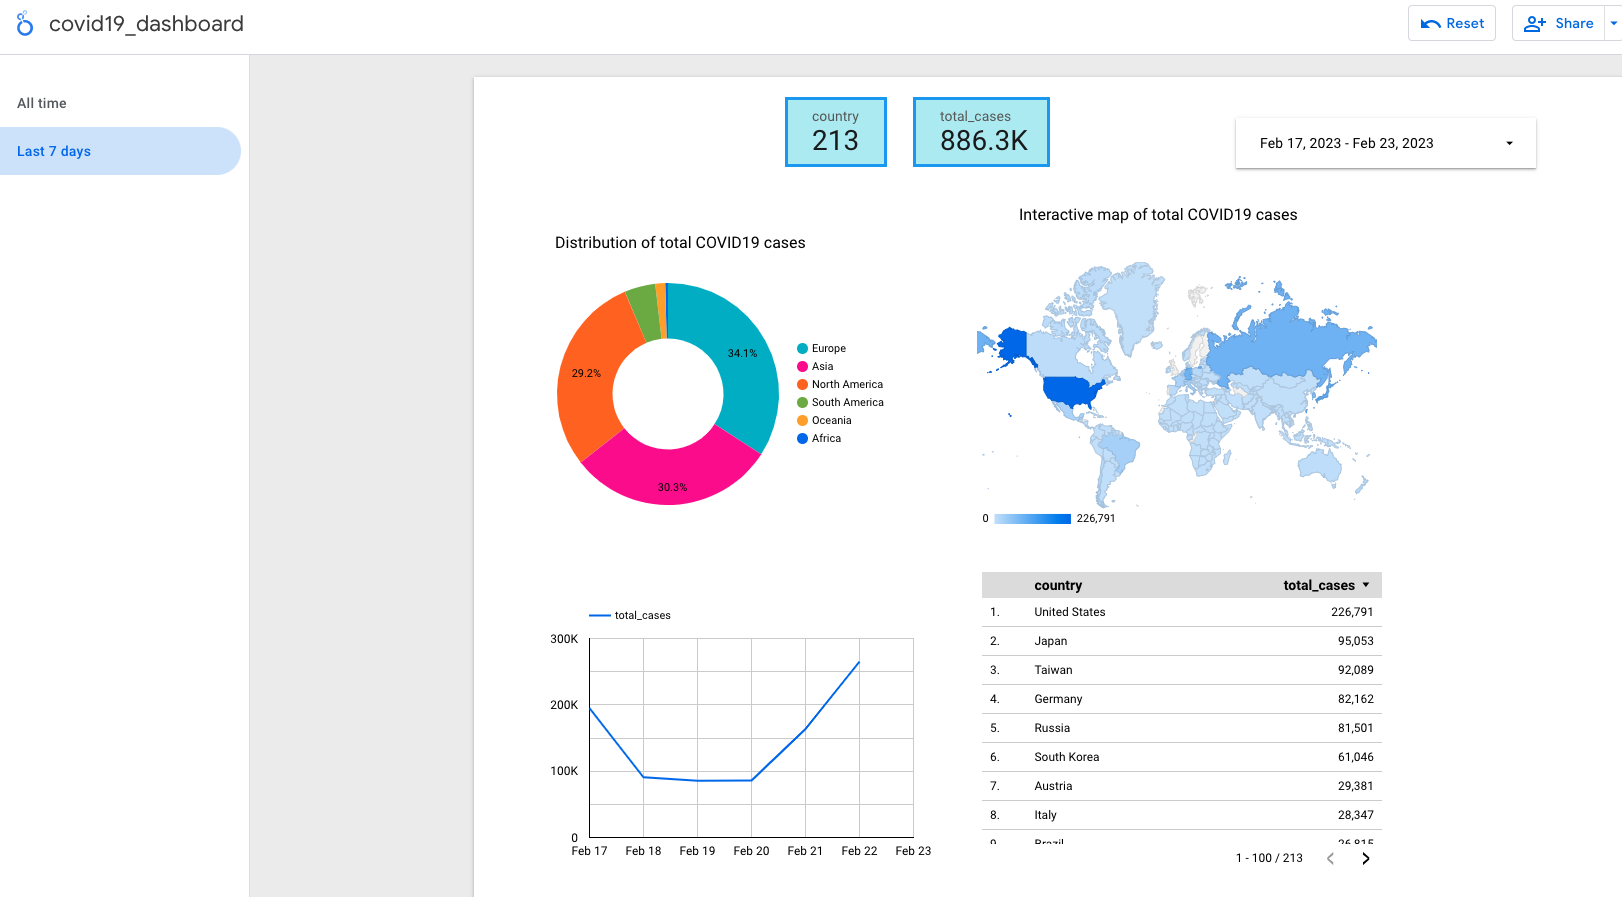 covid19_dashboard
Reset
Share
All time
Last 7 days
country
213
total_cases
886.3K
Feb 17, 2023 - Feb 23, 2023
Distribution of total COVID19 cases
34.1%
29.2%
30.3%
Europe
Asia
North America
South America
Oceania
Africa
Interactive map of total COVID19 cases
0
226,791
total_cases
300K
200K
100K
0
Feb 17 Feb 18 Feb 19 Feb 20 Feb 21 Feb 22 Feb 23
country total_cases
1. United States 226,791
2. Japan 95,053
3. Taiwan 92,089
4. Germany 82,162
5. Russia 81,501
6. South Korea 61,046
7. Austria 29,381
8. Italy 28,347
9. Brazil 26,815
1 - 100 / 213